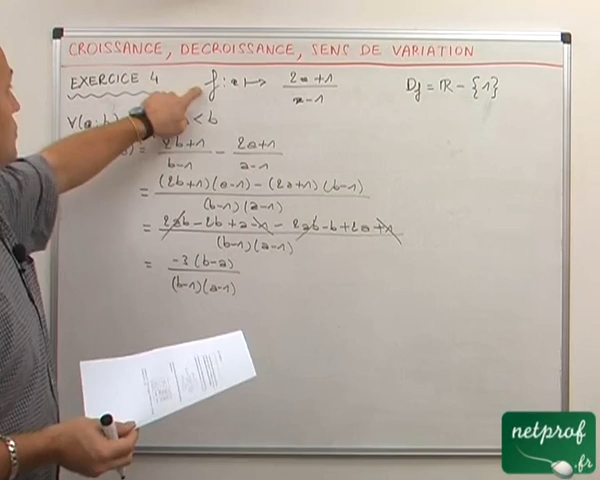 CROISSANCE, DECROISSANCE, SENS DE VARIATION
EXERCICE 4 f : x ↦ (2x+1)/(x-1) Df = ℝ - {1}
∀(a;b) < b
= (2b+1)/(b-1) - (2a+1)/(a-1)
= ((2b+1)(a-1) - (2a+1)(b-1))/((b-1)(a-1))
= (2ab - 2b + a - 1 - 2ab - b + 2a + 1)/((b-1)(a-1))
= (-3(b-a))/((b-1)(a-1))
netprof
.fr